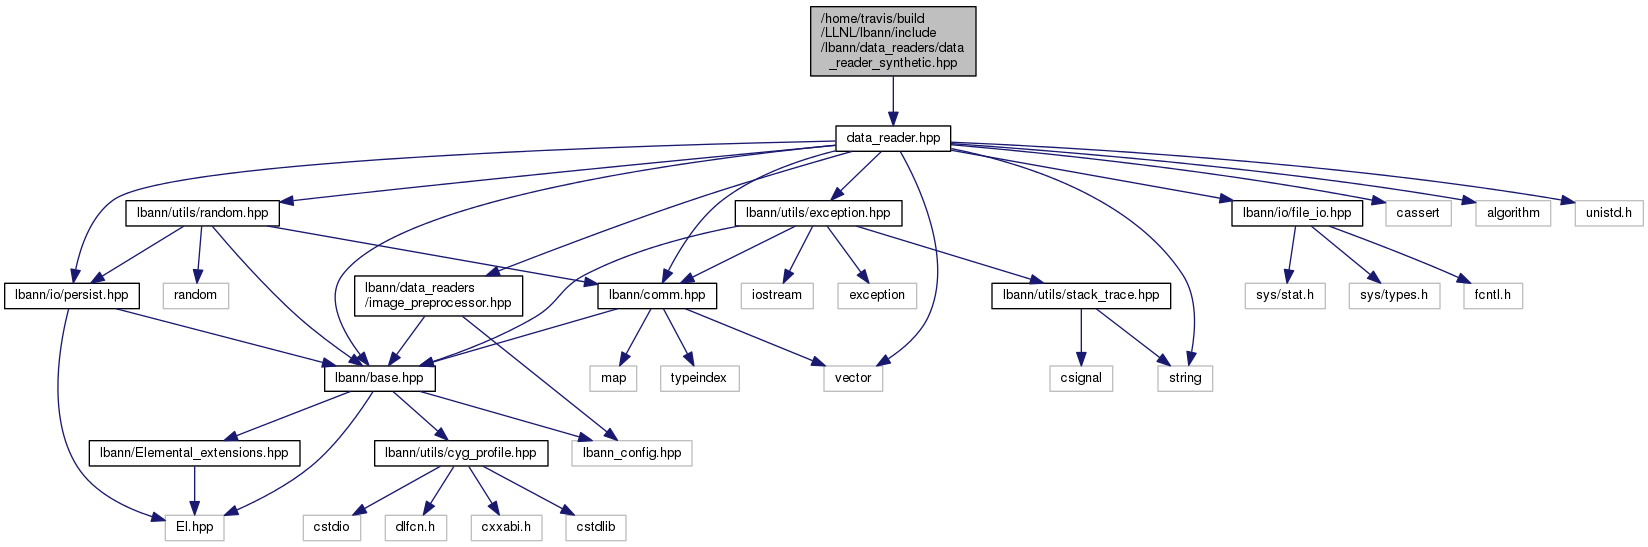 /home/travis/build
/LLNL/lbann/include
/lbann/data_readers/data
_reader_synthetic.hpp
data_reader.hpp
lbann/utils/random.hpp
lbann/utils/exception.hpp
lbann/io/file_io.hpp
cassert
algorithm
unistd.h
lbann/io/persist.hpp
random
lbann/data_readers
/image_preprocessor.hpp
lbann/comm.hpp
iostream
exception
lbann/utils/stack_trace.hpp
sys/stat.h
sys/types.h
fcntl.h
lbann/base.hpp
map
typeindex
vector
csignal
string
lbann/Elemental_extensions.hpp
lbann/utils/cyg_profile.hpp
lbann_config.hpp
El.hpp
cstdio
dlfcn.h
cxxabi.h
cstdlib